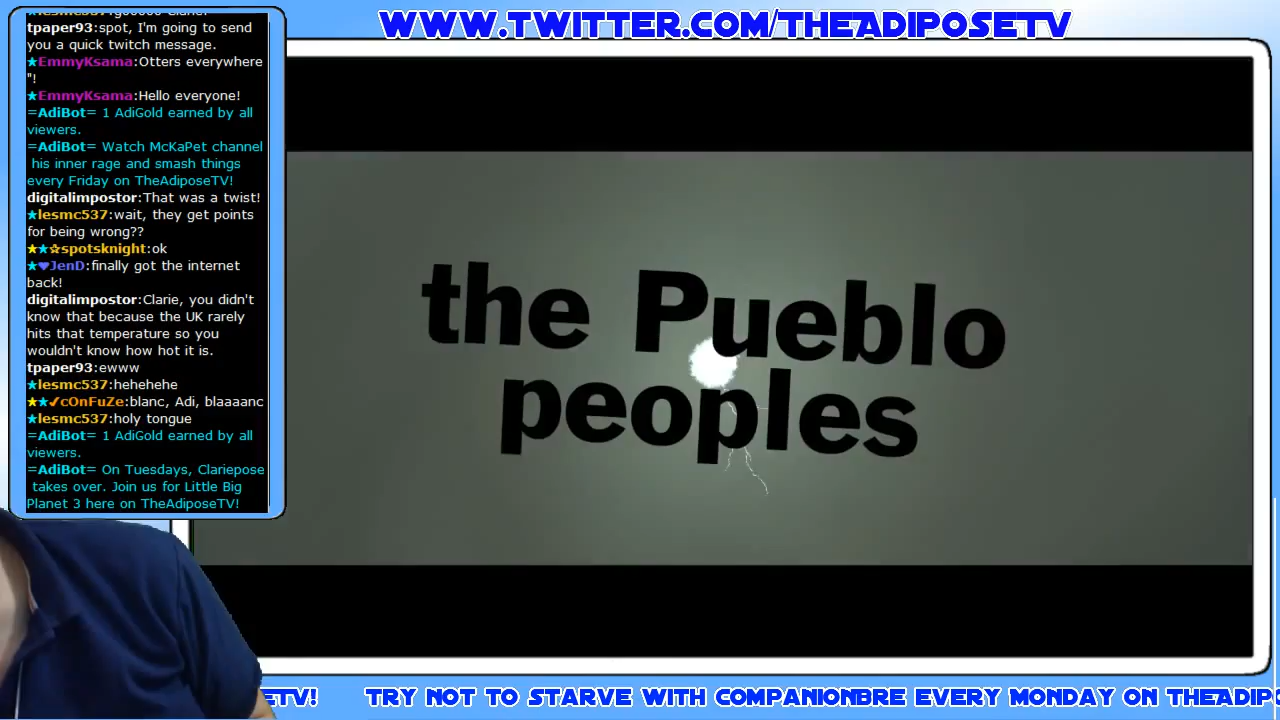 WWW.TWITTER.COM/THEADIPOSETV
tpaper93:spot, I'm going to send
you a quick twitch message.
★EmmyKsama:Otters everywhere
"!
★EmmyKsama:Hello everyone!
=AdiBot= 1 AdiGold earned by all
viewers.
=AdiBot= Watch McKaPet channel
his inner rage and smash things
every Friday on TheAdiposeTV!
digitalimpostor:That was a twist!
★lesmc537:wait, they get points
for being wrong??
★★✫spotsknight:ok
★♥JenD:finally got the internet
back!
digitalimpostor:Clarie, you didn't
know that because the UK rarely
hits that temperature so you
wouldn't know how hot it is.
tpaper93:ewww
★lesmc537:hehehehe
★★✔cOnFuZe:blanc, Adi, blaaaanc
★lesmc537:holy tongue
=AdiBot= 1 AdiGold earned by all
viewers.
=AdiBot= On Tuesdays, Clariepose
takes over. Join us for Little Big
Planet 3 here on TheAdiposeTV!
the Pueblo
peoples
SETV! TRY NOT TO STARVE WITH COMPANIONBRE EVERY MONDAY ON THEADIPOS